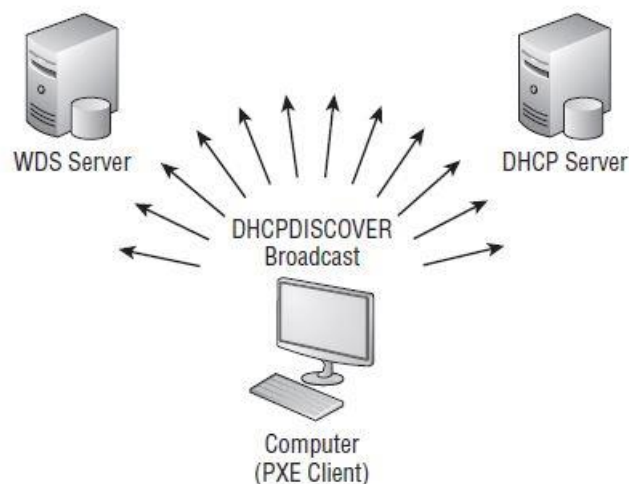 WDS Server
DHCP Server
DHCPDISCOVER
Broadcast
Computer
(PXE Client)